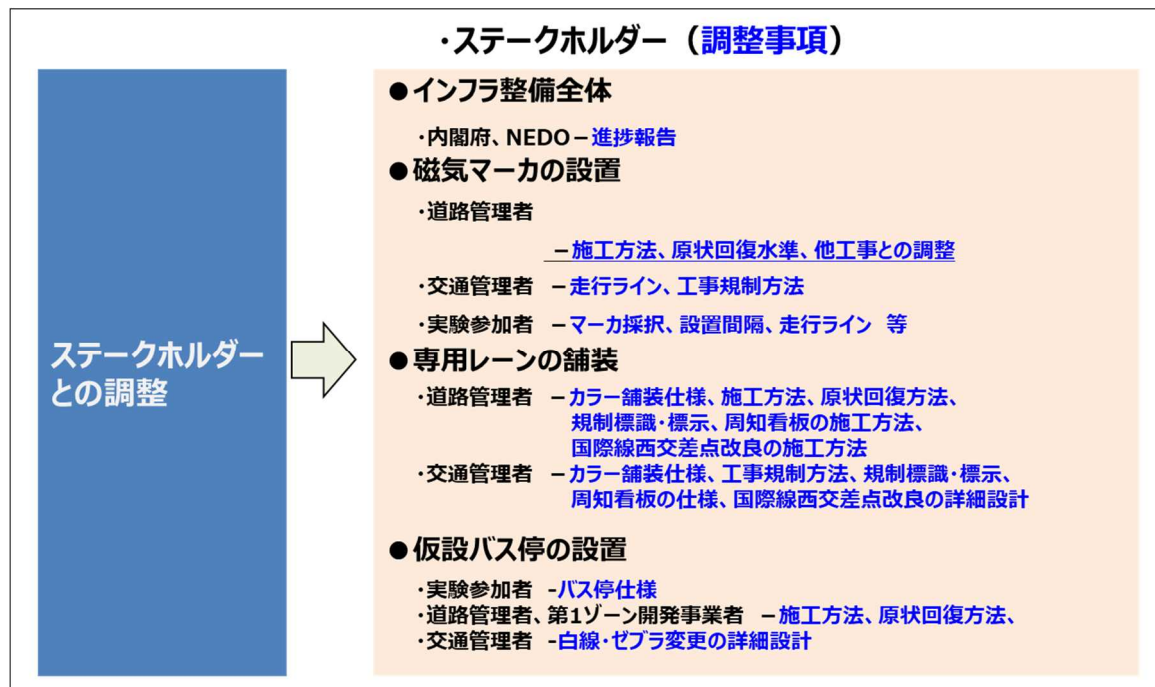 ・ステークホルダー（調整事項）
ステークホルダー
との調整
●インフラ整備全体
・内閣府、NEDO－進捗報告
●磁気マーカの設置
・道路管理者
－施工方法、原状回復水準、他工事との調整
・交通管理者 －走行ライン、工事規制方法
・実験参加者 －マーカ採択、設置間隔、走行ライン 等
●専用レーンの舗装
・道路管理者 －カラー舗装仕様、施工方法、原状回復方法、
規制標識・標示、周知看板の施工方法、
国際線西交差点改良の施工方法
・交通管理者 －カラー舗装仕様、工事規制方法、規制標識・標示、
周知看板の仕様、国際線西交差点改良の詳細設計
●仮設バス停の設置
・実験参加者 -バス停仕様
・道路管理者、第1ゾーン開発事業者 －施工方法、原状回復方法、
・交通管理者 -白線・ゼブラ変更の詳細設計